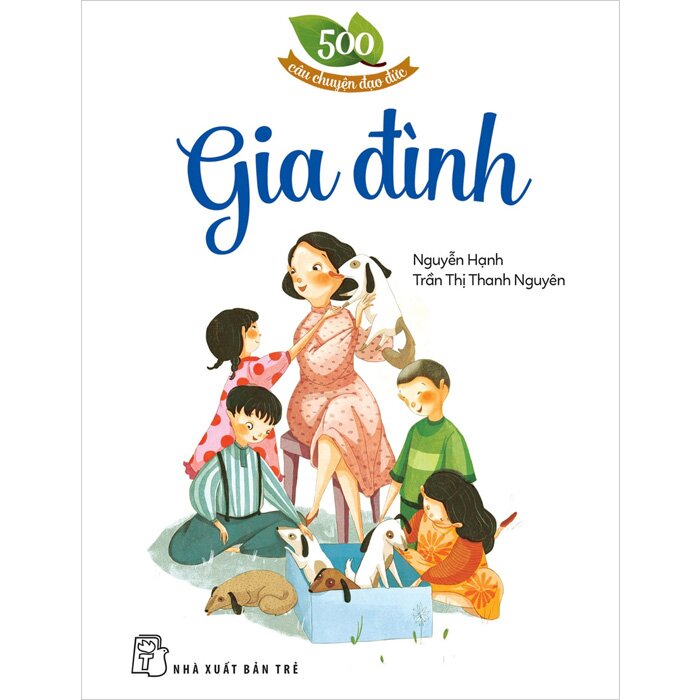 500
câu chuyện đạo đức
Gia đình
Nguyễn Hạnh
Trần Thị Thanh Nguyên
T
NHÀ XUẤT BẢN TRẺ